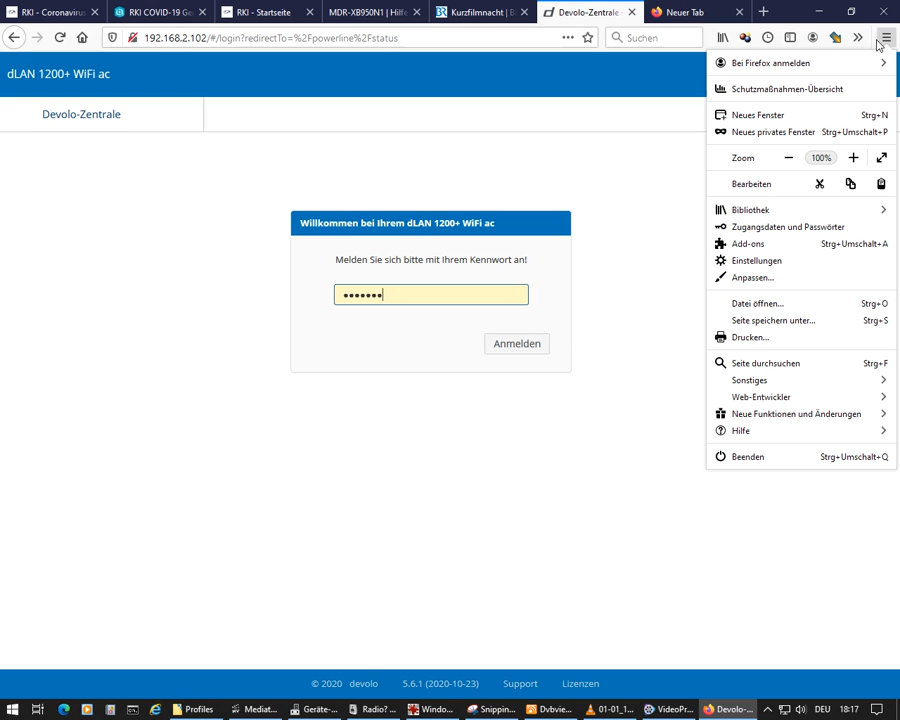 RKI - Coronavirus
RKI COVID-19 Ge
RKI - Startseite
MDR-XB950N1 | Hilfe
Kurzfilmnacht | B
Devolo-Zentrale
Neuer Tab
192.168.2.102/#/login?redirectTo=%2Fpowerline%2Fstatus
Suchen
dLAN 1200+ WiFi ac
Devolo-Zentrale
Willkommen bei Ihrem dLAN 1200+ WiFi ac
Melden Sie sich bitte mit Ihrem Kennwort an!
•••••••
Anmelden
Bei Firefox anmelden
Schutzmaßnahmen-Übersicht
Neues Fenster Strg+N
Neues privates Fenster Strg+Umschalt+P
Zoom 100%
Bearbeiten
Bibliothek
Zugangsdaten und Passwörter
Add-ons Strg+Umschalt+A
Einstellungen
Anpassen...
Datei öffnen... Strg+O
Seite speichern unter... Strg+S
Drucken...
Seite durchsuchen Strg+F
Sonstiges
Web-Entwickler
Neue Funktionen und Änderungen
Hilfe
Beenden Strg+Umschalt+Q
© 2020 devolo 5.6.1 (2020-10-23) Support Lizenzen
Profiles
Mediat...
Geräte-...
Radio? ...
Windo...
Snippin...
Dvbvie...
01-01_1...
VideoPr...
Devolo-...
DEU
18:17